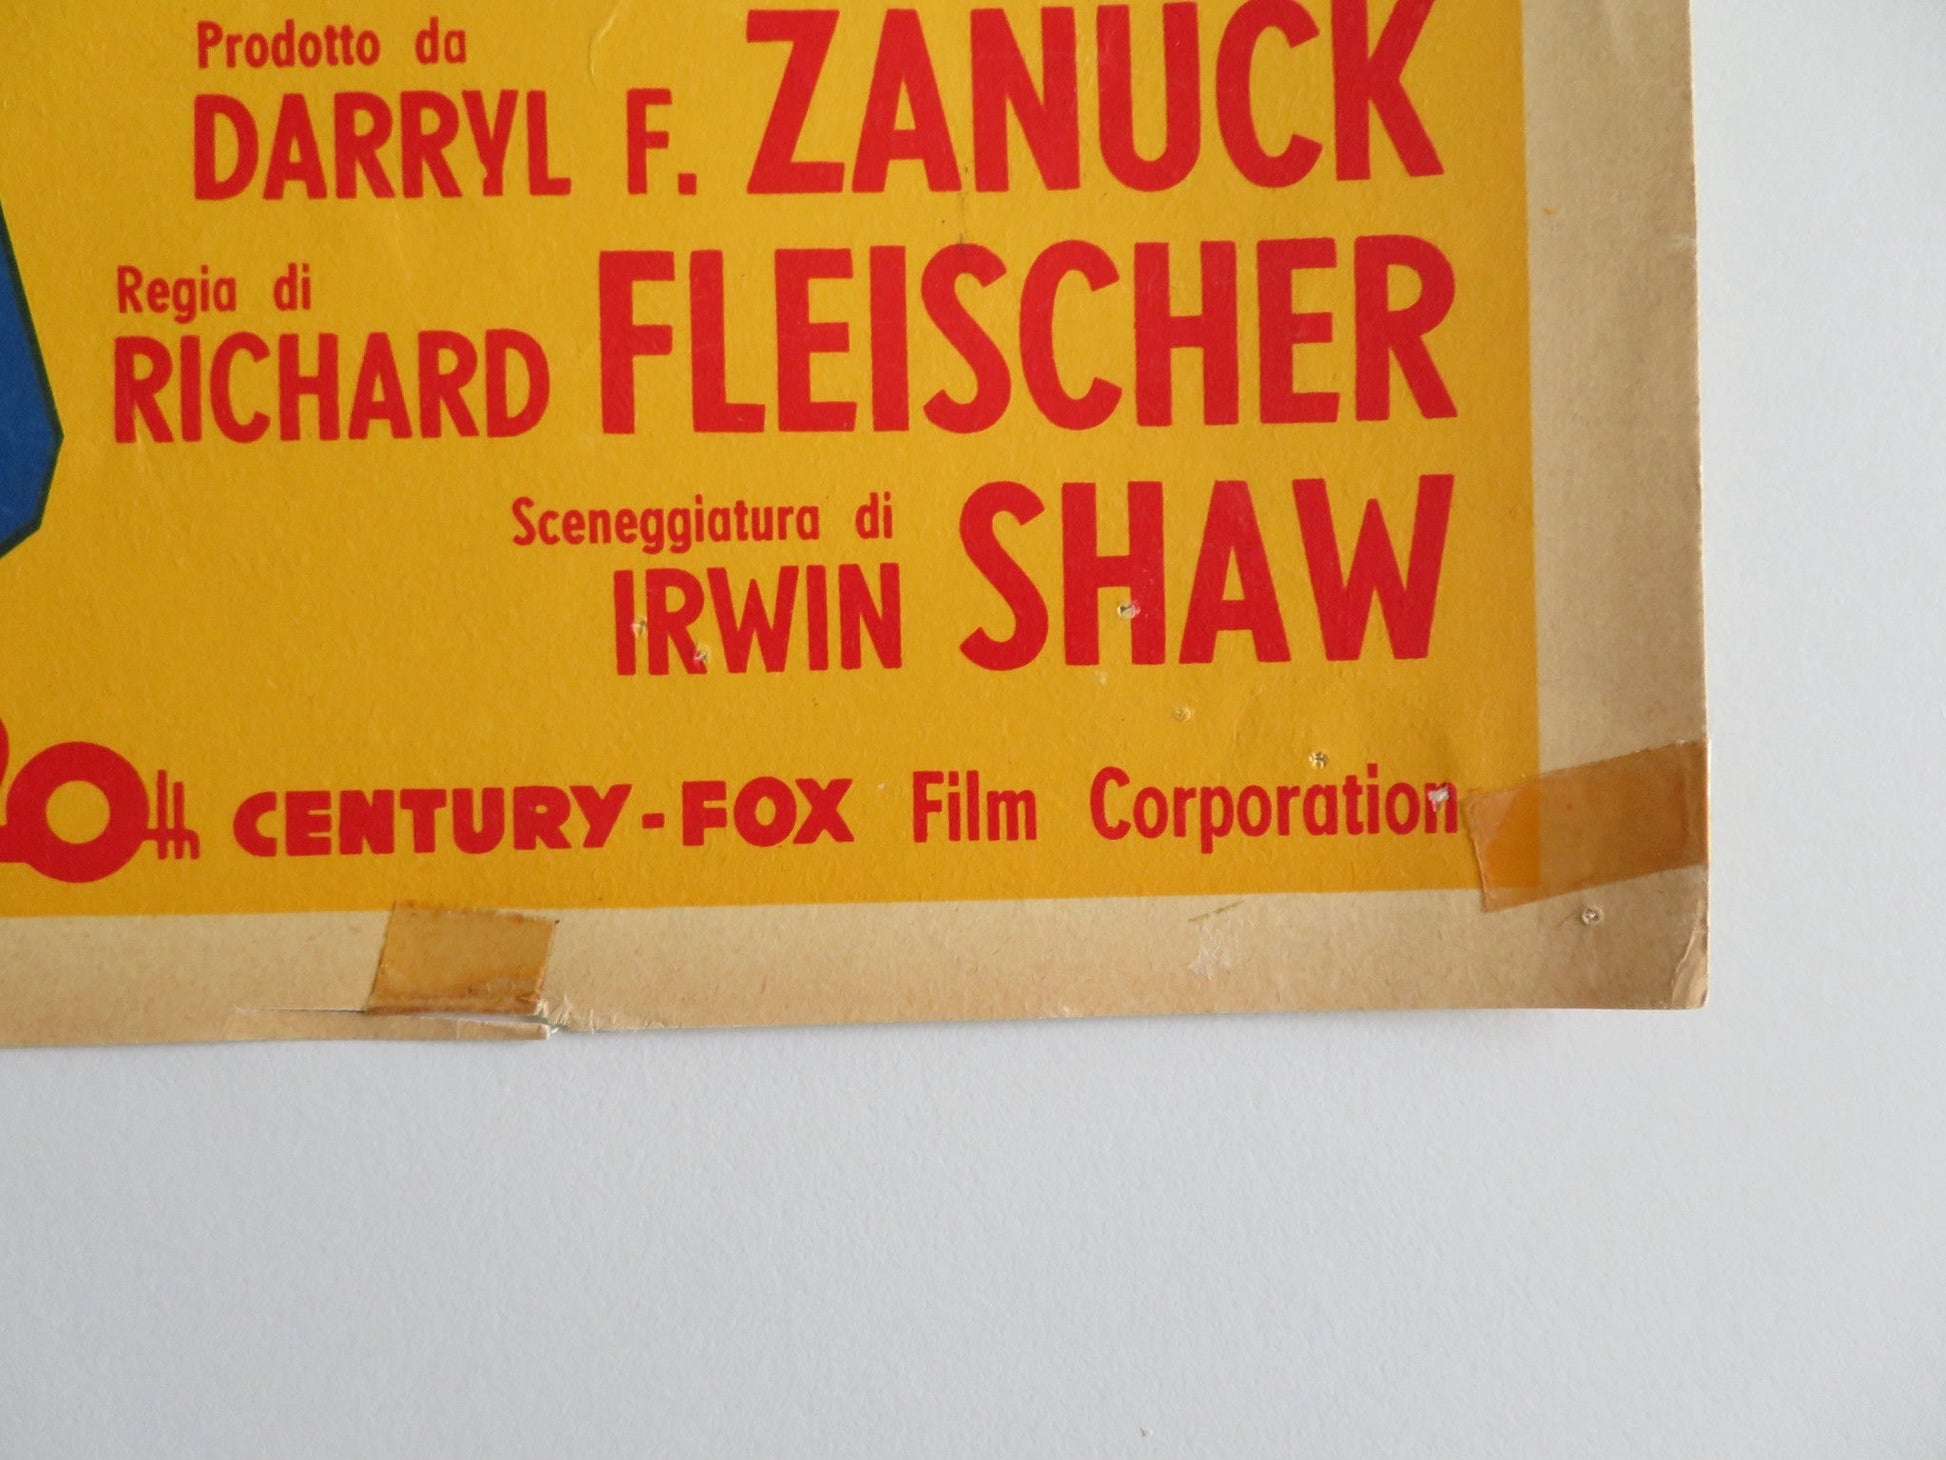 Prodotto da
DARRYL F. ZANUCK
Regia di
RICHARD FLEISCHER
Sceneggiatura di
IRWIN SHAW
20th CENTURY-FOX Film Corporation